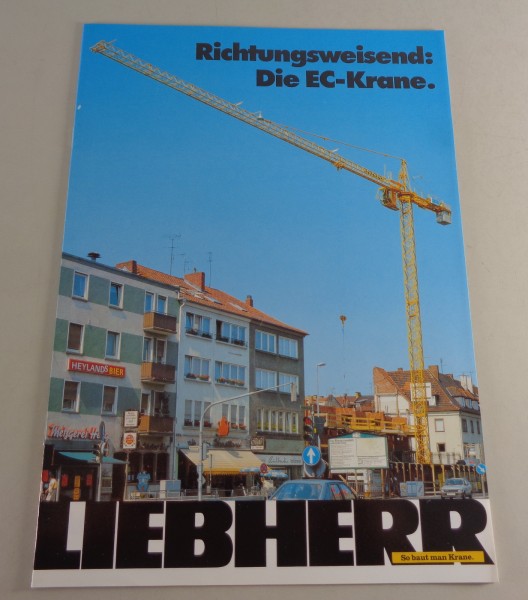 Richtungsweisend:
Die EC-Krane.
HEYLANDS BIER
LIEBHERR
So baut man Krane.